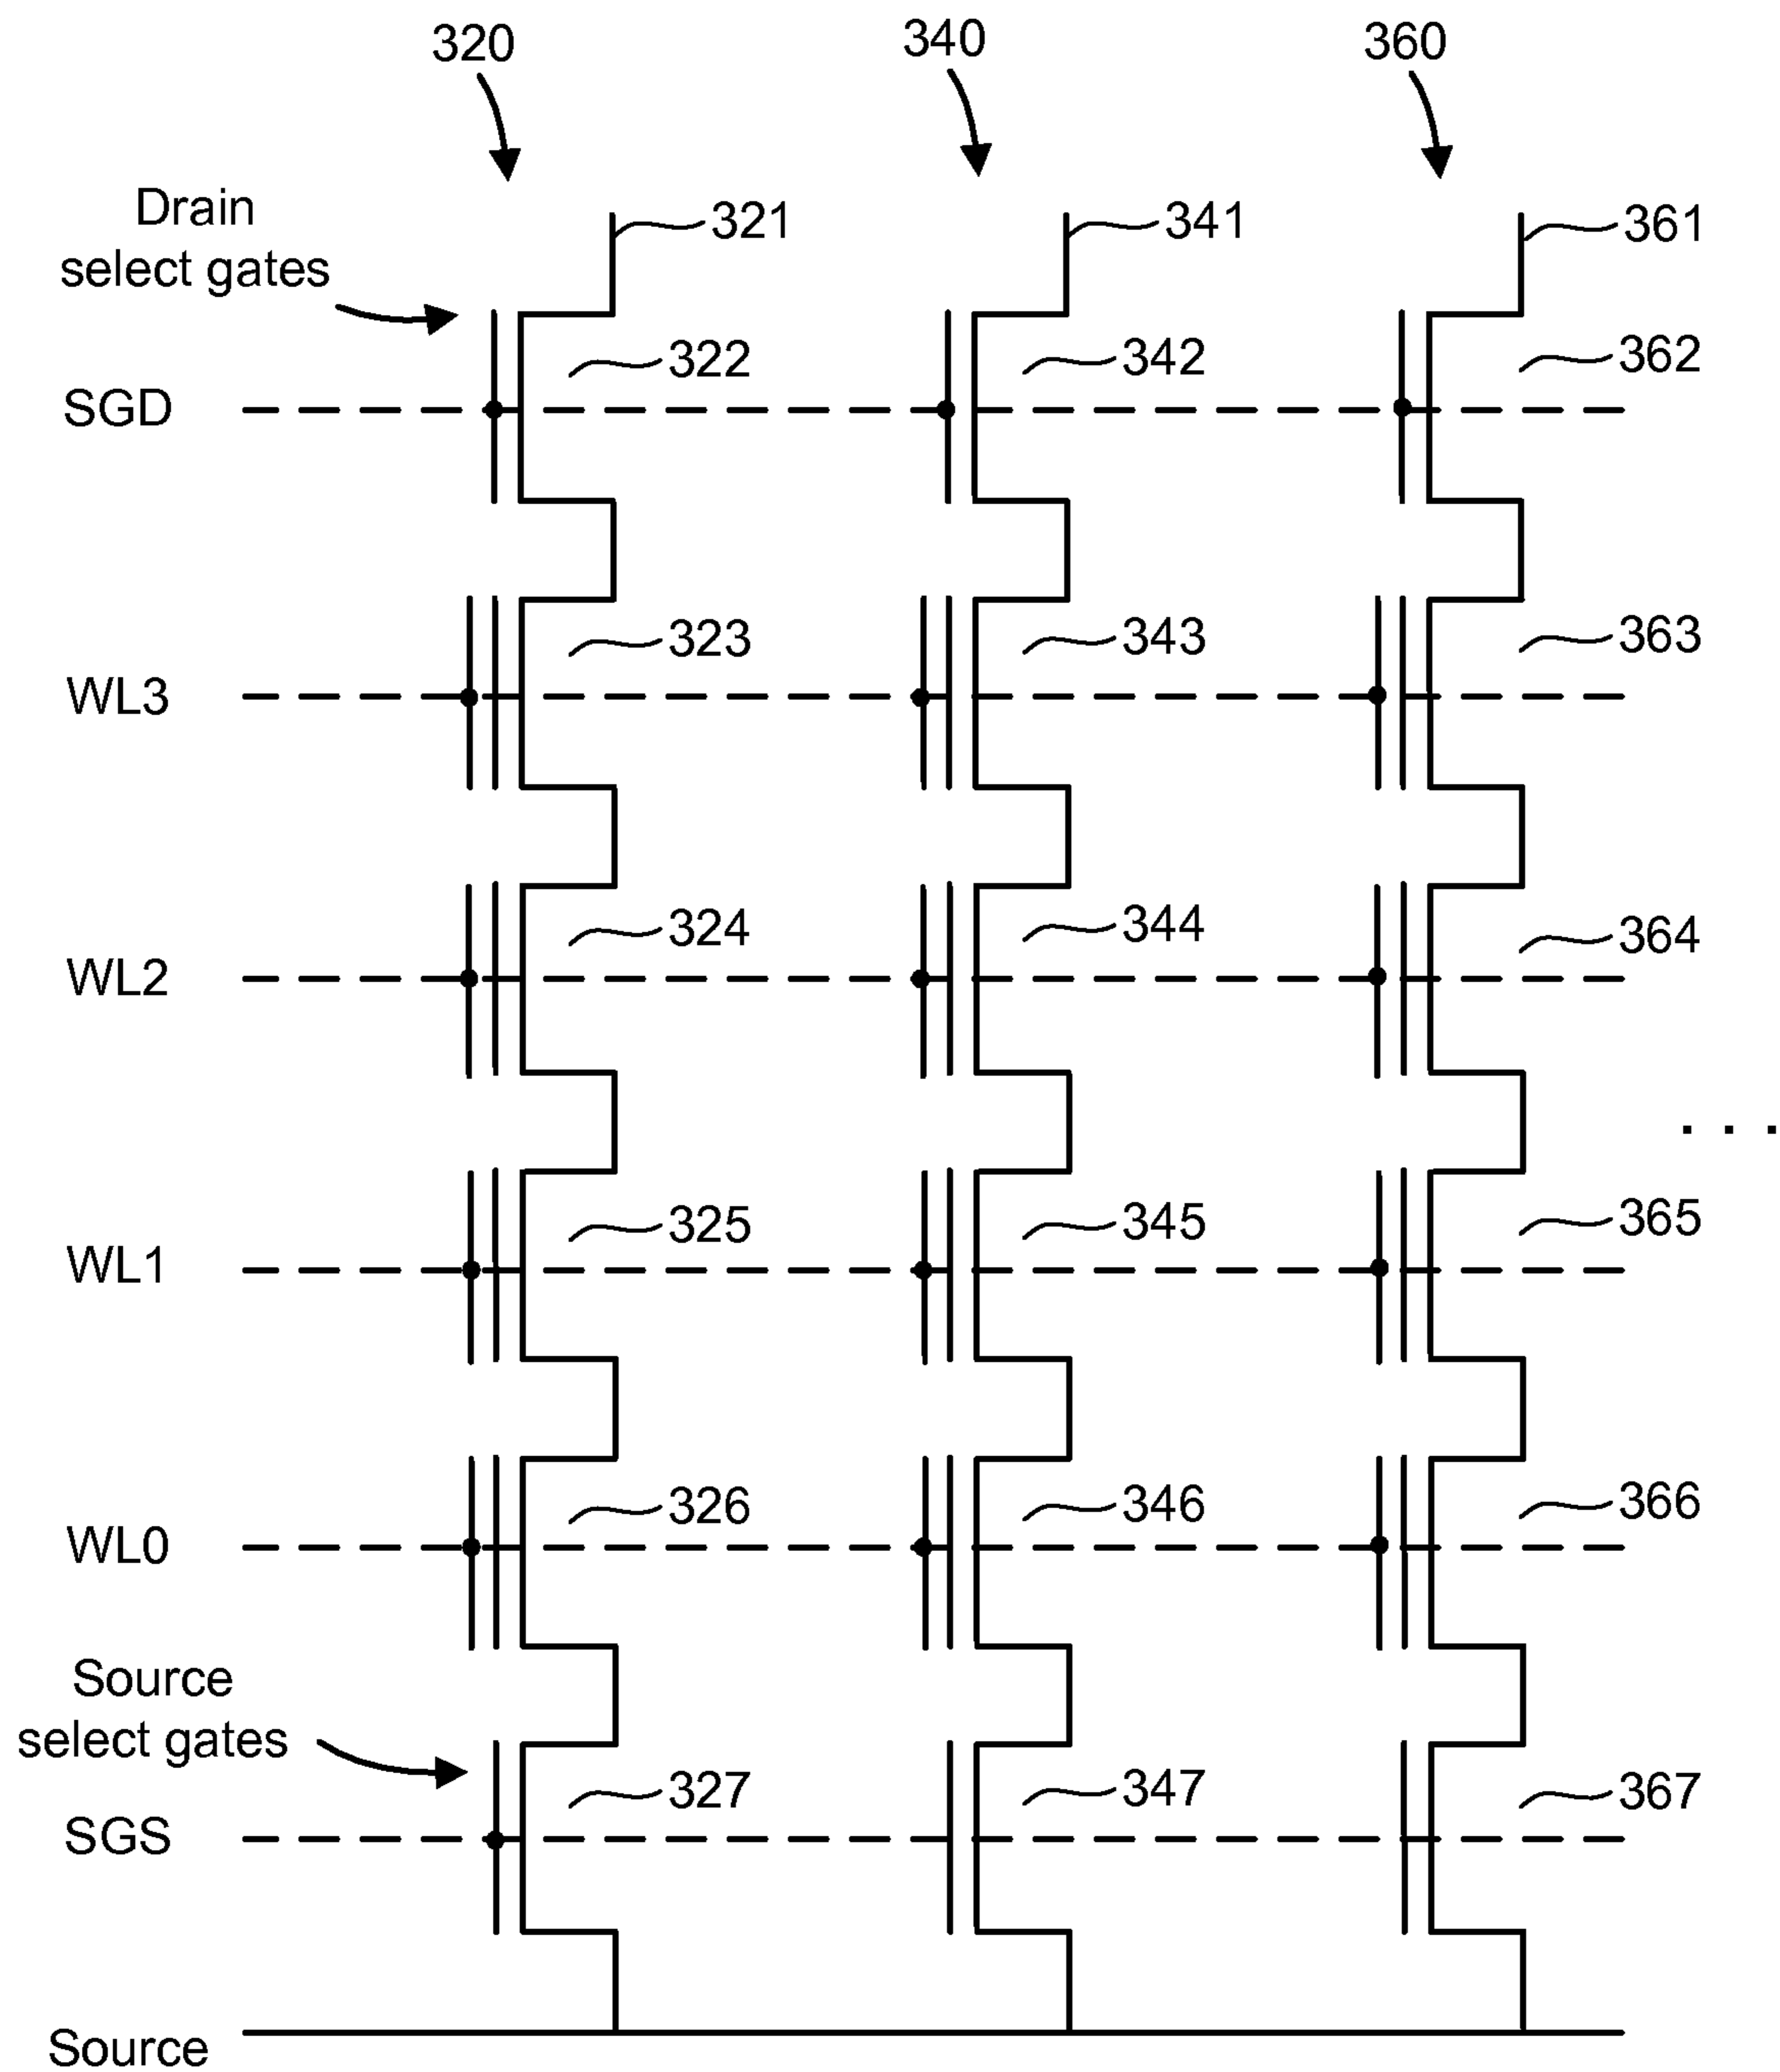 320 340 360
Drain
select gates
321 341 361
322 342 362
SGD
323 343 363
WL3
324 344 364
WL2
. . .
325 345 365
WL1
326 346 366
WL0
Source
select gates
327 347 367
SGS
Source